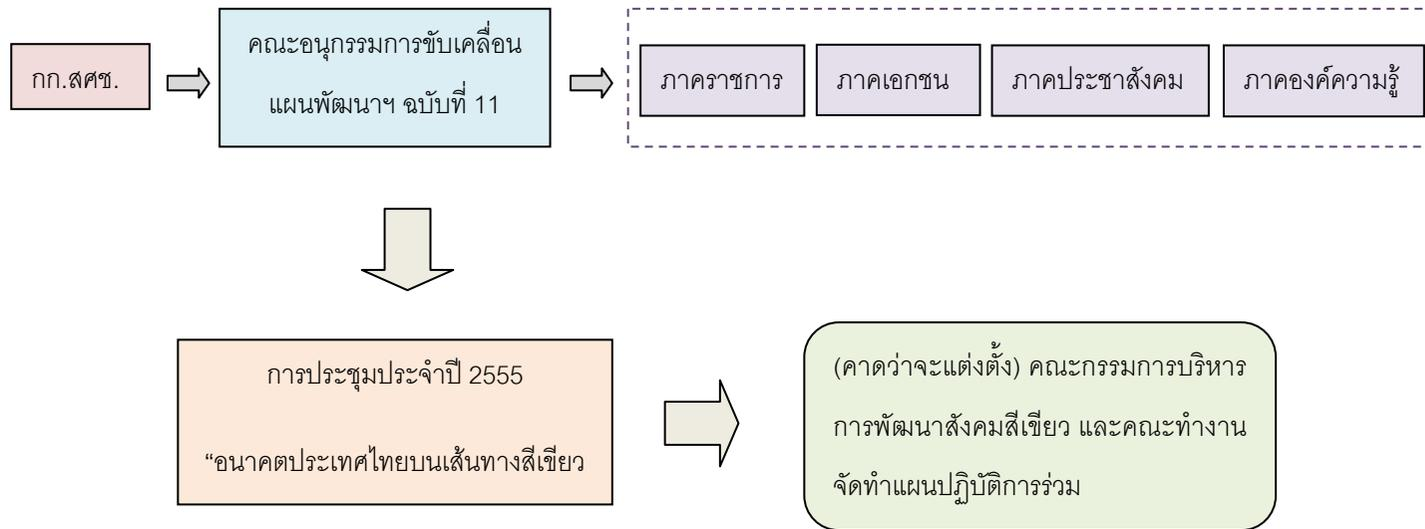 กก.สศช.
คณะอนุกรรมการขับเคลื่อน
แผนพัฒนาฯ ฉบับที่ 11
ภาคราชการ
ภาคเอกชน
ภาคประชาสังคม
ภาคองค์ความรู้
การประชุมประจำปี 2555
“อนาคตประเทศไทยบนเส้นทางสีเขียว
(คาดว่าจะแต่งตั้ง) คณะกรรมการบริหาร
การพัฒนาสังคมสีเขียว และคณะทำงาน
จัดทำแผนปฏิบัติการร่วม